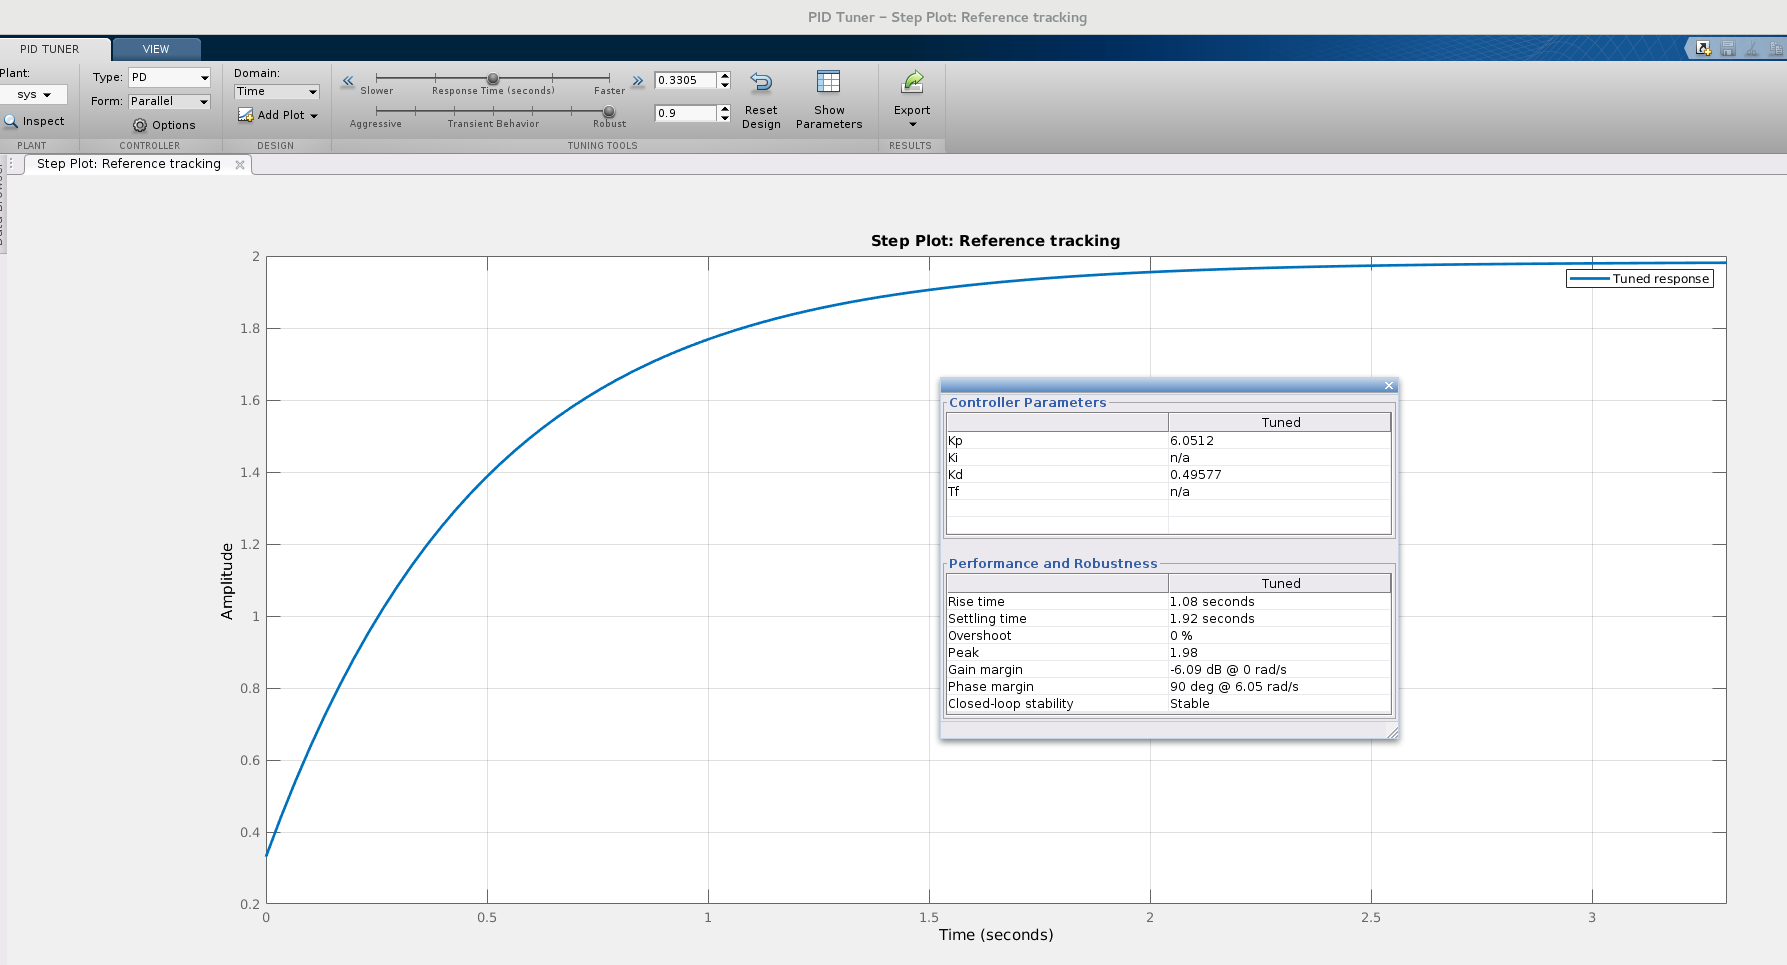 PID Tuner – Step Plot: Reference tracking
PID TUNER
VIEW
Plant:
sys
Inspect
PLANT
Type: PD
Form: Parallel
Options
CONTROLLER
Domain:
Time
Add Plot
DESIGN
Slower Response Time (seconds) Faster
0.3305
Aggressive Transient Behavior Robust
0.9
Reset Design
Show Parameters
TUNING TOOLS
Export
RESULTS
Step Plot: Reference tracking
Data Browser
Step Plot: Reference tracking
Tuned response
2
1.8
1.6
1.4
1.2
1
0.8
0.6
0.4
0.2
Amplitude
0 0.5 1 1.5 2 2.5 3
Time (seconds)
Controller Parameters
Tuned
Kp 6.0512
Ki n/a
Kd 0.49577
Tf n/a
Performance and Robustness
Tuned
Rise time 1.08 seconds
Settling time 1.92 seconds
Overshoot 0 %
Peak 1.98
Gain margin -6.09 dB @ 0 rad/s
Phase margin 90 deg @ 6.05 rad/s
Closed-loop stability Stable